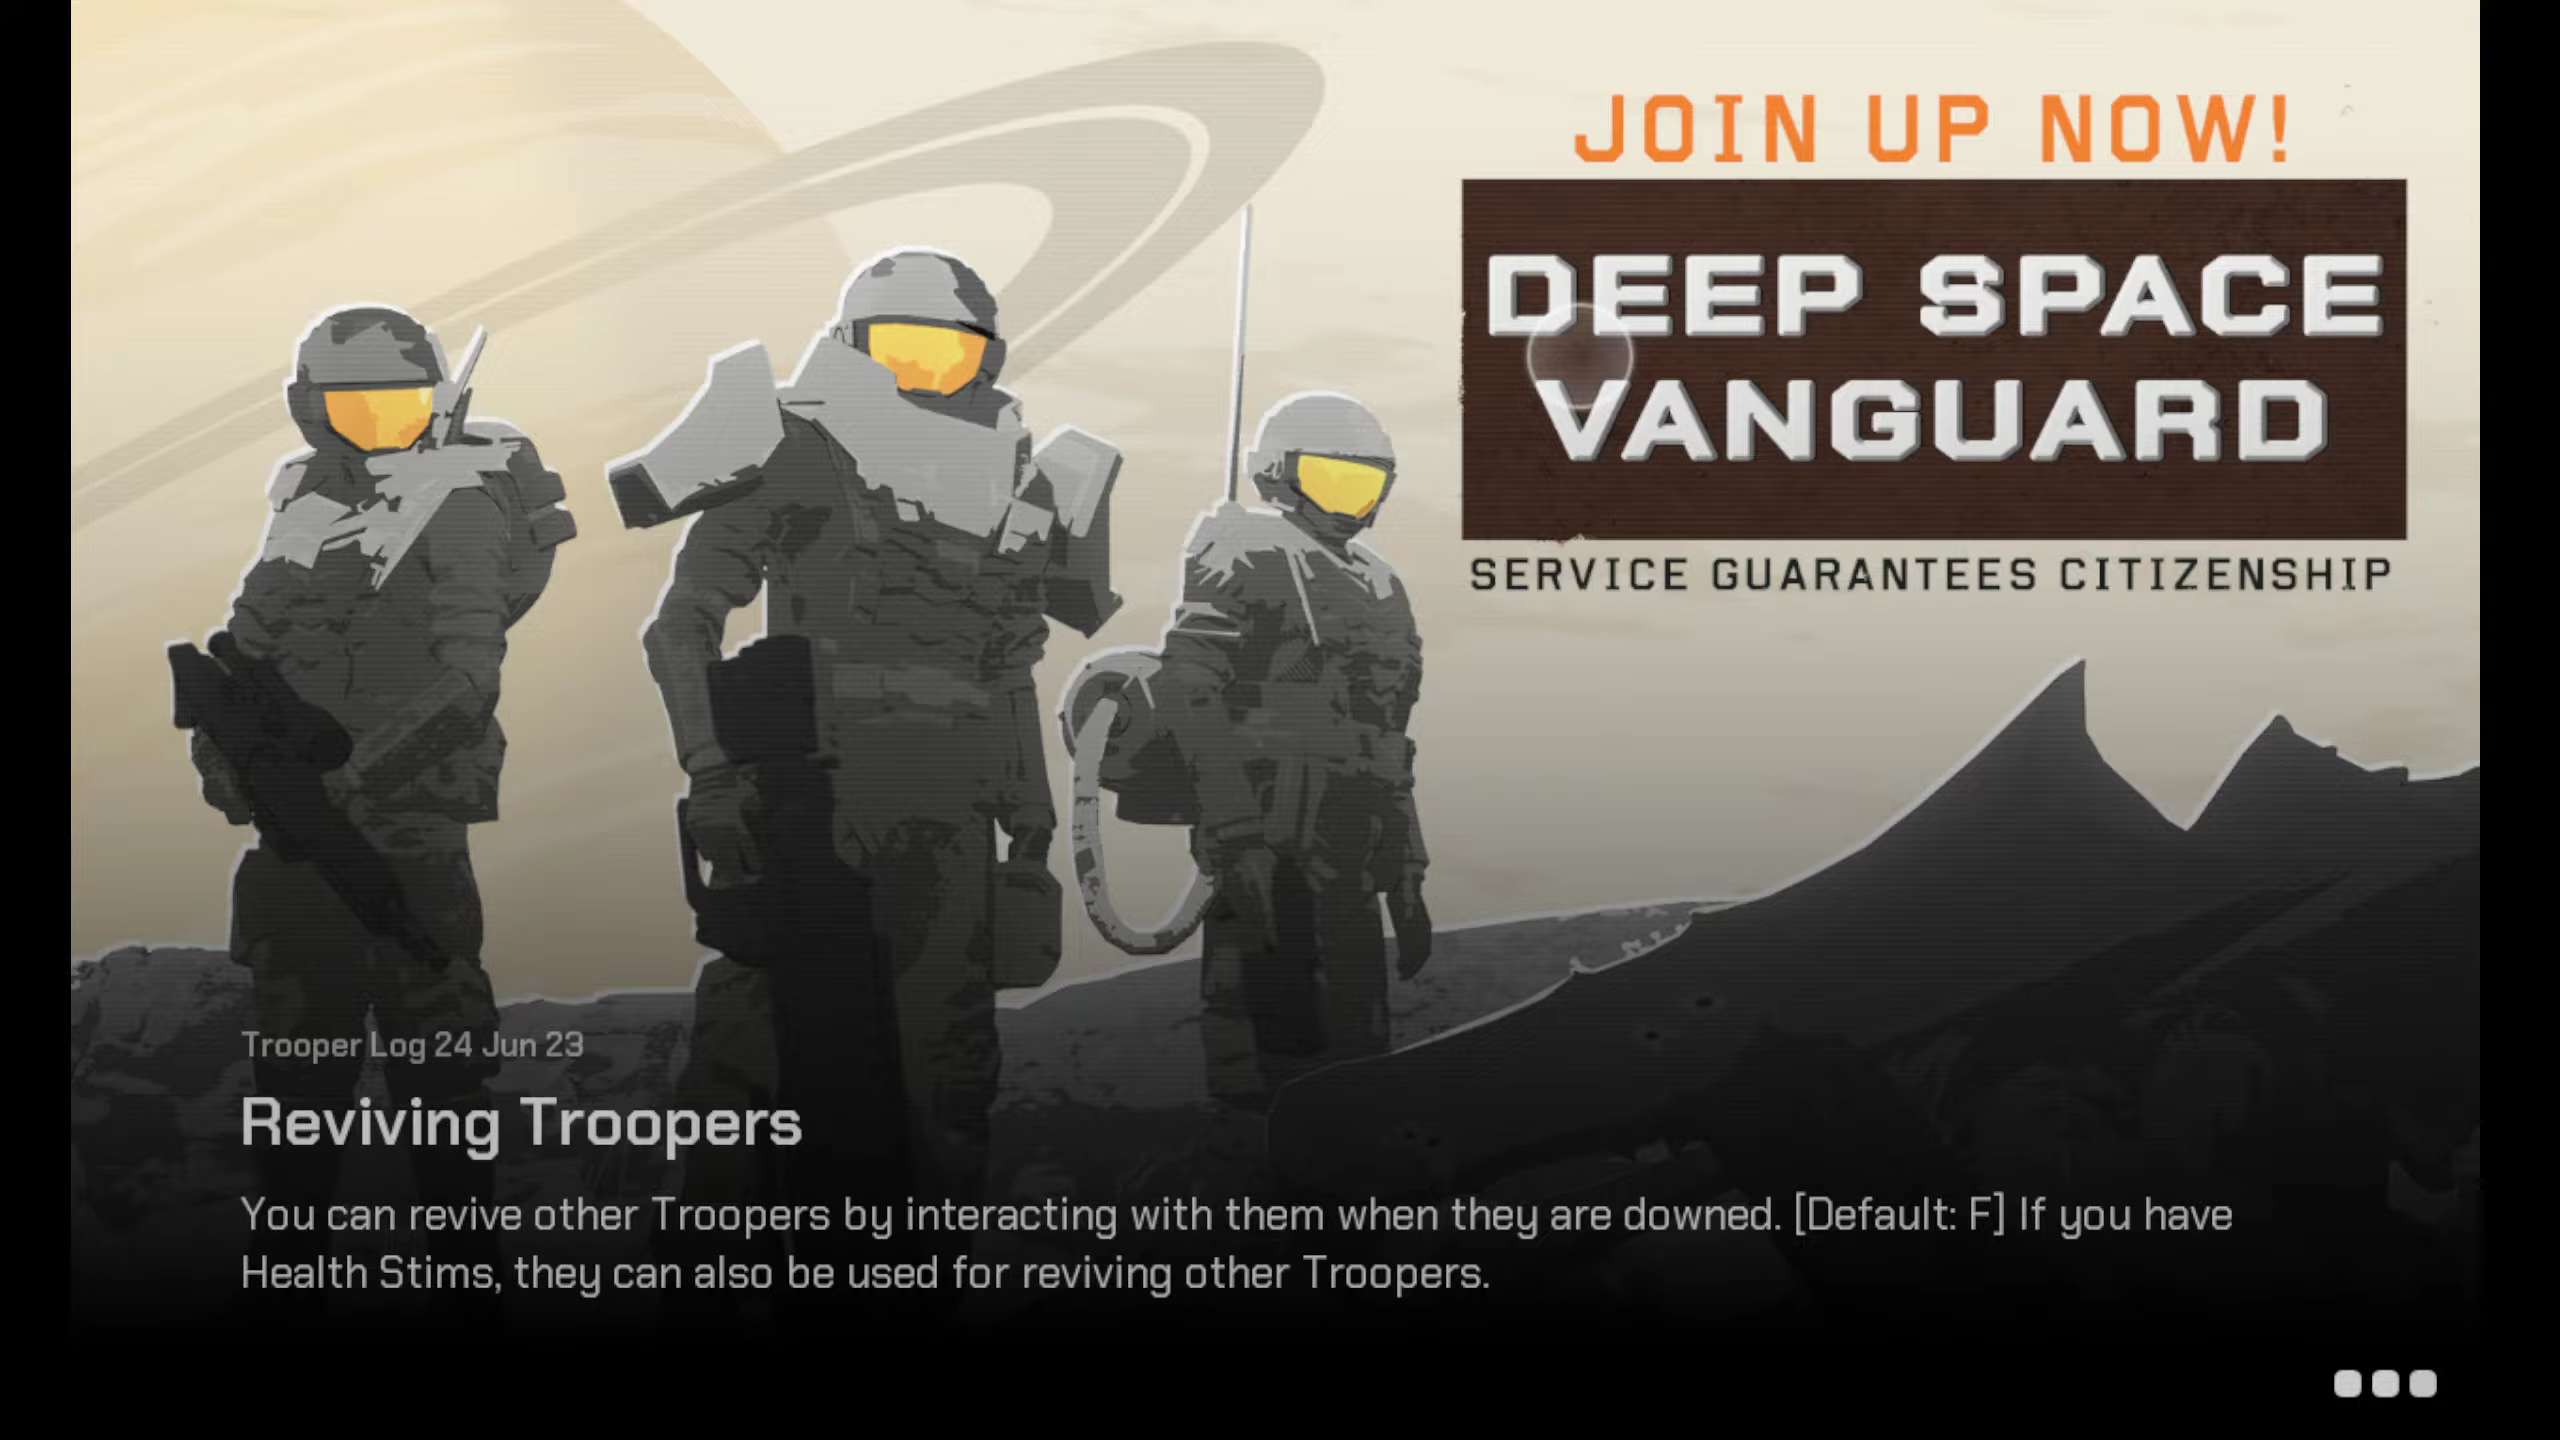 JOIN UP NOW!
DEEP SPACE
VANGUARD
SERVICE GUARANTEES CITIZENSHIP
Trooper Log 24 Jun 23
Reviving Troopers
You can revive other Troopers by interacting with them when they are downed. [Default: F] If you have
Health Stims, they can also be used for reviving other Troopers.